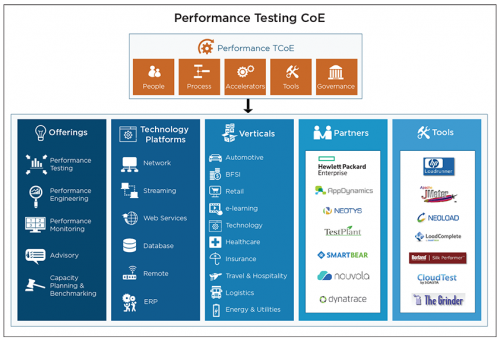 Performance Testing CoE
Performance TCoE
People
Process
Accelerators
Tools
Governance
Offerings
Performance
Testing
Performance
Engineering
Performance
Monitoring
Advisory
Capacity
Planning &
Benchmarking
Technology
Platforms
Network
Streaming
Web Services
Database
Remote
ERP
Verticals
Automotive
BFSI
Retail
e-learning
Technology
Healthcare
Insurance
Travel & Hospitality
Logistics
Energy & Utilities
Partners
Hewlett Packard
Enterprise
AppDynamics
NEOTYS
TestPlant
SMARTBEAR
nouvola
dynatrace
Tools
hp
LoadRunner
JMeter
NEOLOAD
LoadComplete
Borland Silk Performer
CloudTest
The Grinder